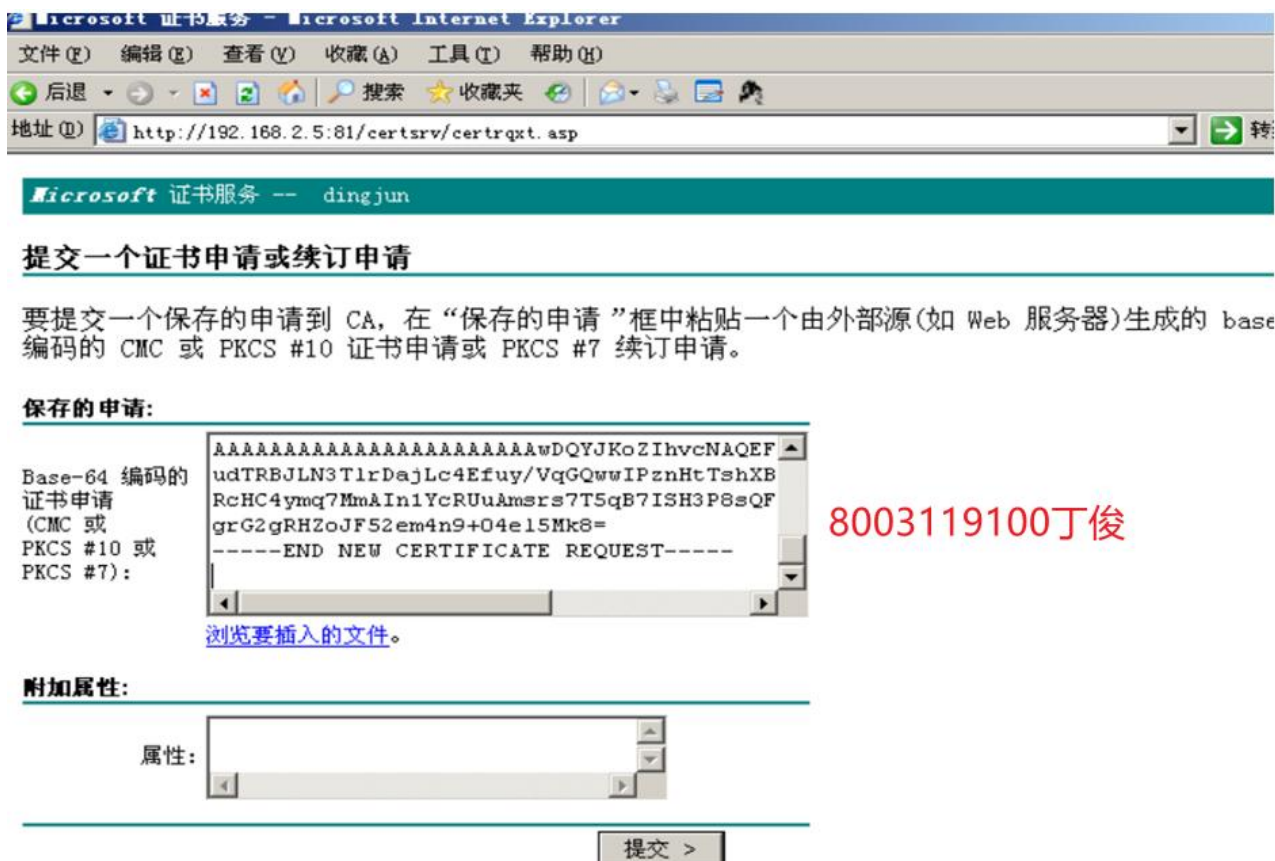 Microsoft 证书服务 - Microsoft Internet Explorer
文件(F) 编辑(E) 查看(V) 收藏(A) 工具(T) 帮助(H)
后退 搜索 收藏夹
地址(D) http://192.168.2.5:81/certsrv/certrqxt.asp 转到
Microsoft 证书服务 -- dingjun
提交一个证书申请或续订申请
要提交一个保存的申请到 CA, 在“保存的申请 ”框中粘贴一个由外部源(如 Web 服务器)生成的 base
编码的 CMC 或 PKCS #10 证书申请或 PKCS #7 续订申请。
保存的申请:
Base-64 编码的
证书申请
(CMC 或
PKCS #10 或
PKCS #7):
AAAAAAAAAAAAAAAAAAAAAAAwDQYJKoZIhvcNAQEF
udTRBJLN3TlrDajLc4Efuy/VqGQwwIPznHtTshXB
RcHC4ymq7MmAIn1YcRUuAmsrs7T5qB7ISH3P8sQF
grG2gRHZoJF52em4n9+O4el5Mk8=
-----END NEW CERTIFICATE REQUEST-----
8003119100丁俊
浏览要插入的文件。
附加属性:
属性:
提交 >